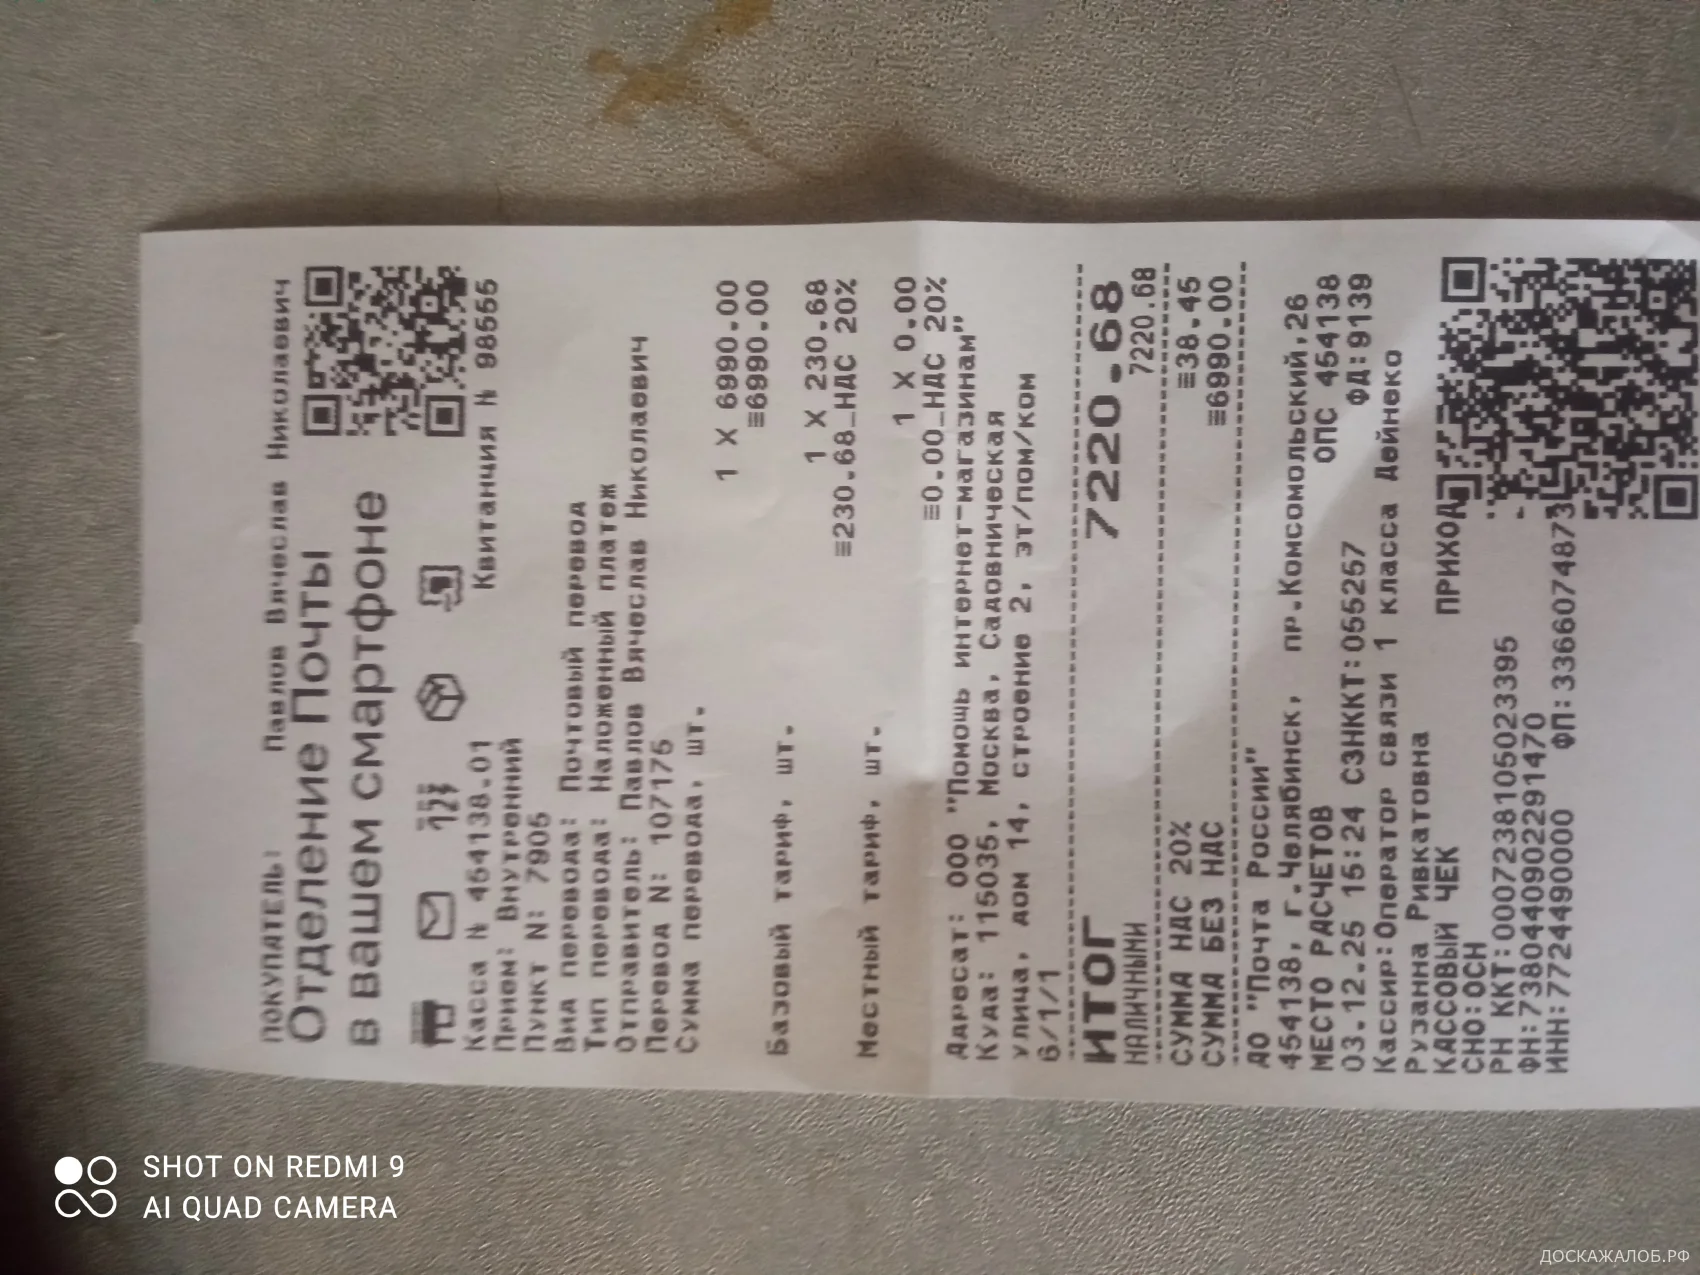 ПОКУПАТЕЛЬ: Павлов Вячеслав Николаевич
Отделение Почты
в вашем смартфоне
Квитанция N 98566
Касса N 454138.01
Прием: Внутренний
Пункт N: 7905
Вид перевода: Почтовый перевод
Тип перевода: Наложенный платеж
Отправитель: Павлов Вячеслав Николаевич
Перевод N: 107175
Сумма перевода, шт.
1 X 6990.00
≡6990.00
Базовый тариф, шт.
1 X 230.68
≡230.68_НДС 20%
Местный тариф, шт.
1 X 0.00
≡0.00_НДС 20%
Адресат: ООО "Помощь интернет-магазинам"
Куда: 115035, Москва, Садовническая
улица, дом 14, строение 2, эт/пом/ком
6/1/1
ИТОГ 7220.68
НАЛИЧНЫМИ 7220.68
СУММА НДС 20% ≡38.45
СУММА БЕЗ НДС ≡6990.00
АО "Почта России"
454138, г.Челябинск, пр.Комсомольский,26
МЕСТО РАСЧЕТОВ ОПС 454138
03.12.25 15:24 СЗНККТ:055257 ФД:9139
Кассир:Оператор связи 1 класса Дейнеко
Рузанна Ривкатовна
КАССОВЫЙ ЧЕК ПРИХОД
СНО:ОСН
РН ККТ:0007238105023395
ФН:7380440902291470
ИНН:7724490000 ФП:3366074873
SHOT ON REDMI 9
AI QUAD CAMERA
ДОСКАЖАЛОБ.РФ